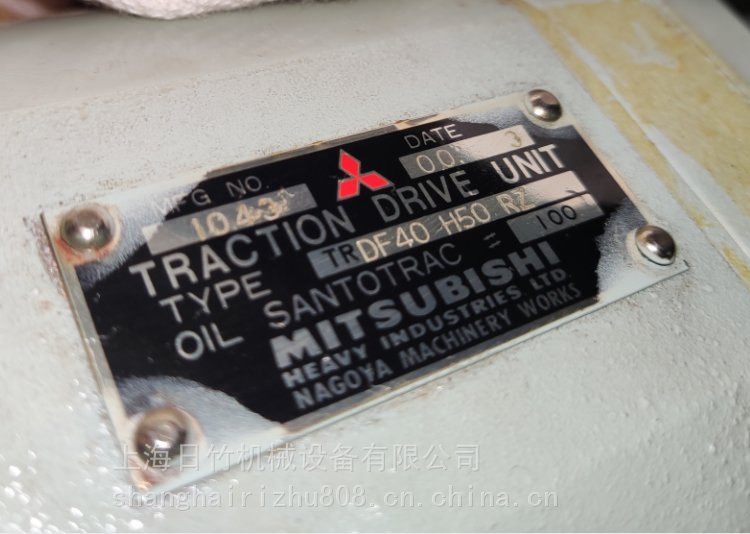 MFG NO. DATE
1043 00 3
TRACTION DRIVE UNIT
TYPE TR DF40 H50 RZ
OIL SANTOTRAC # 100
MITSUBISHI
HEAVY INDUSTRIES LTD.
NAGOYA MACHINERY WORKS
上海日竹机械设备有限公司
shanghairizhu808.cn.china.cn